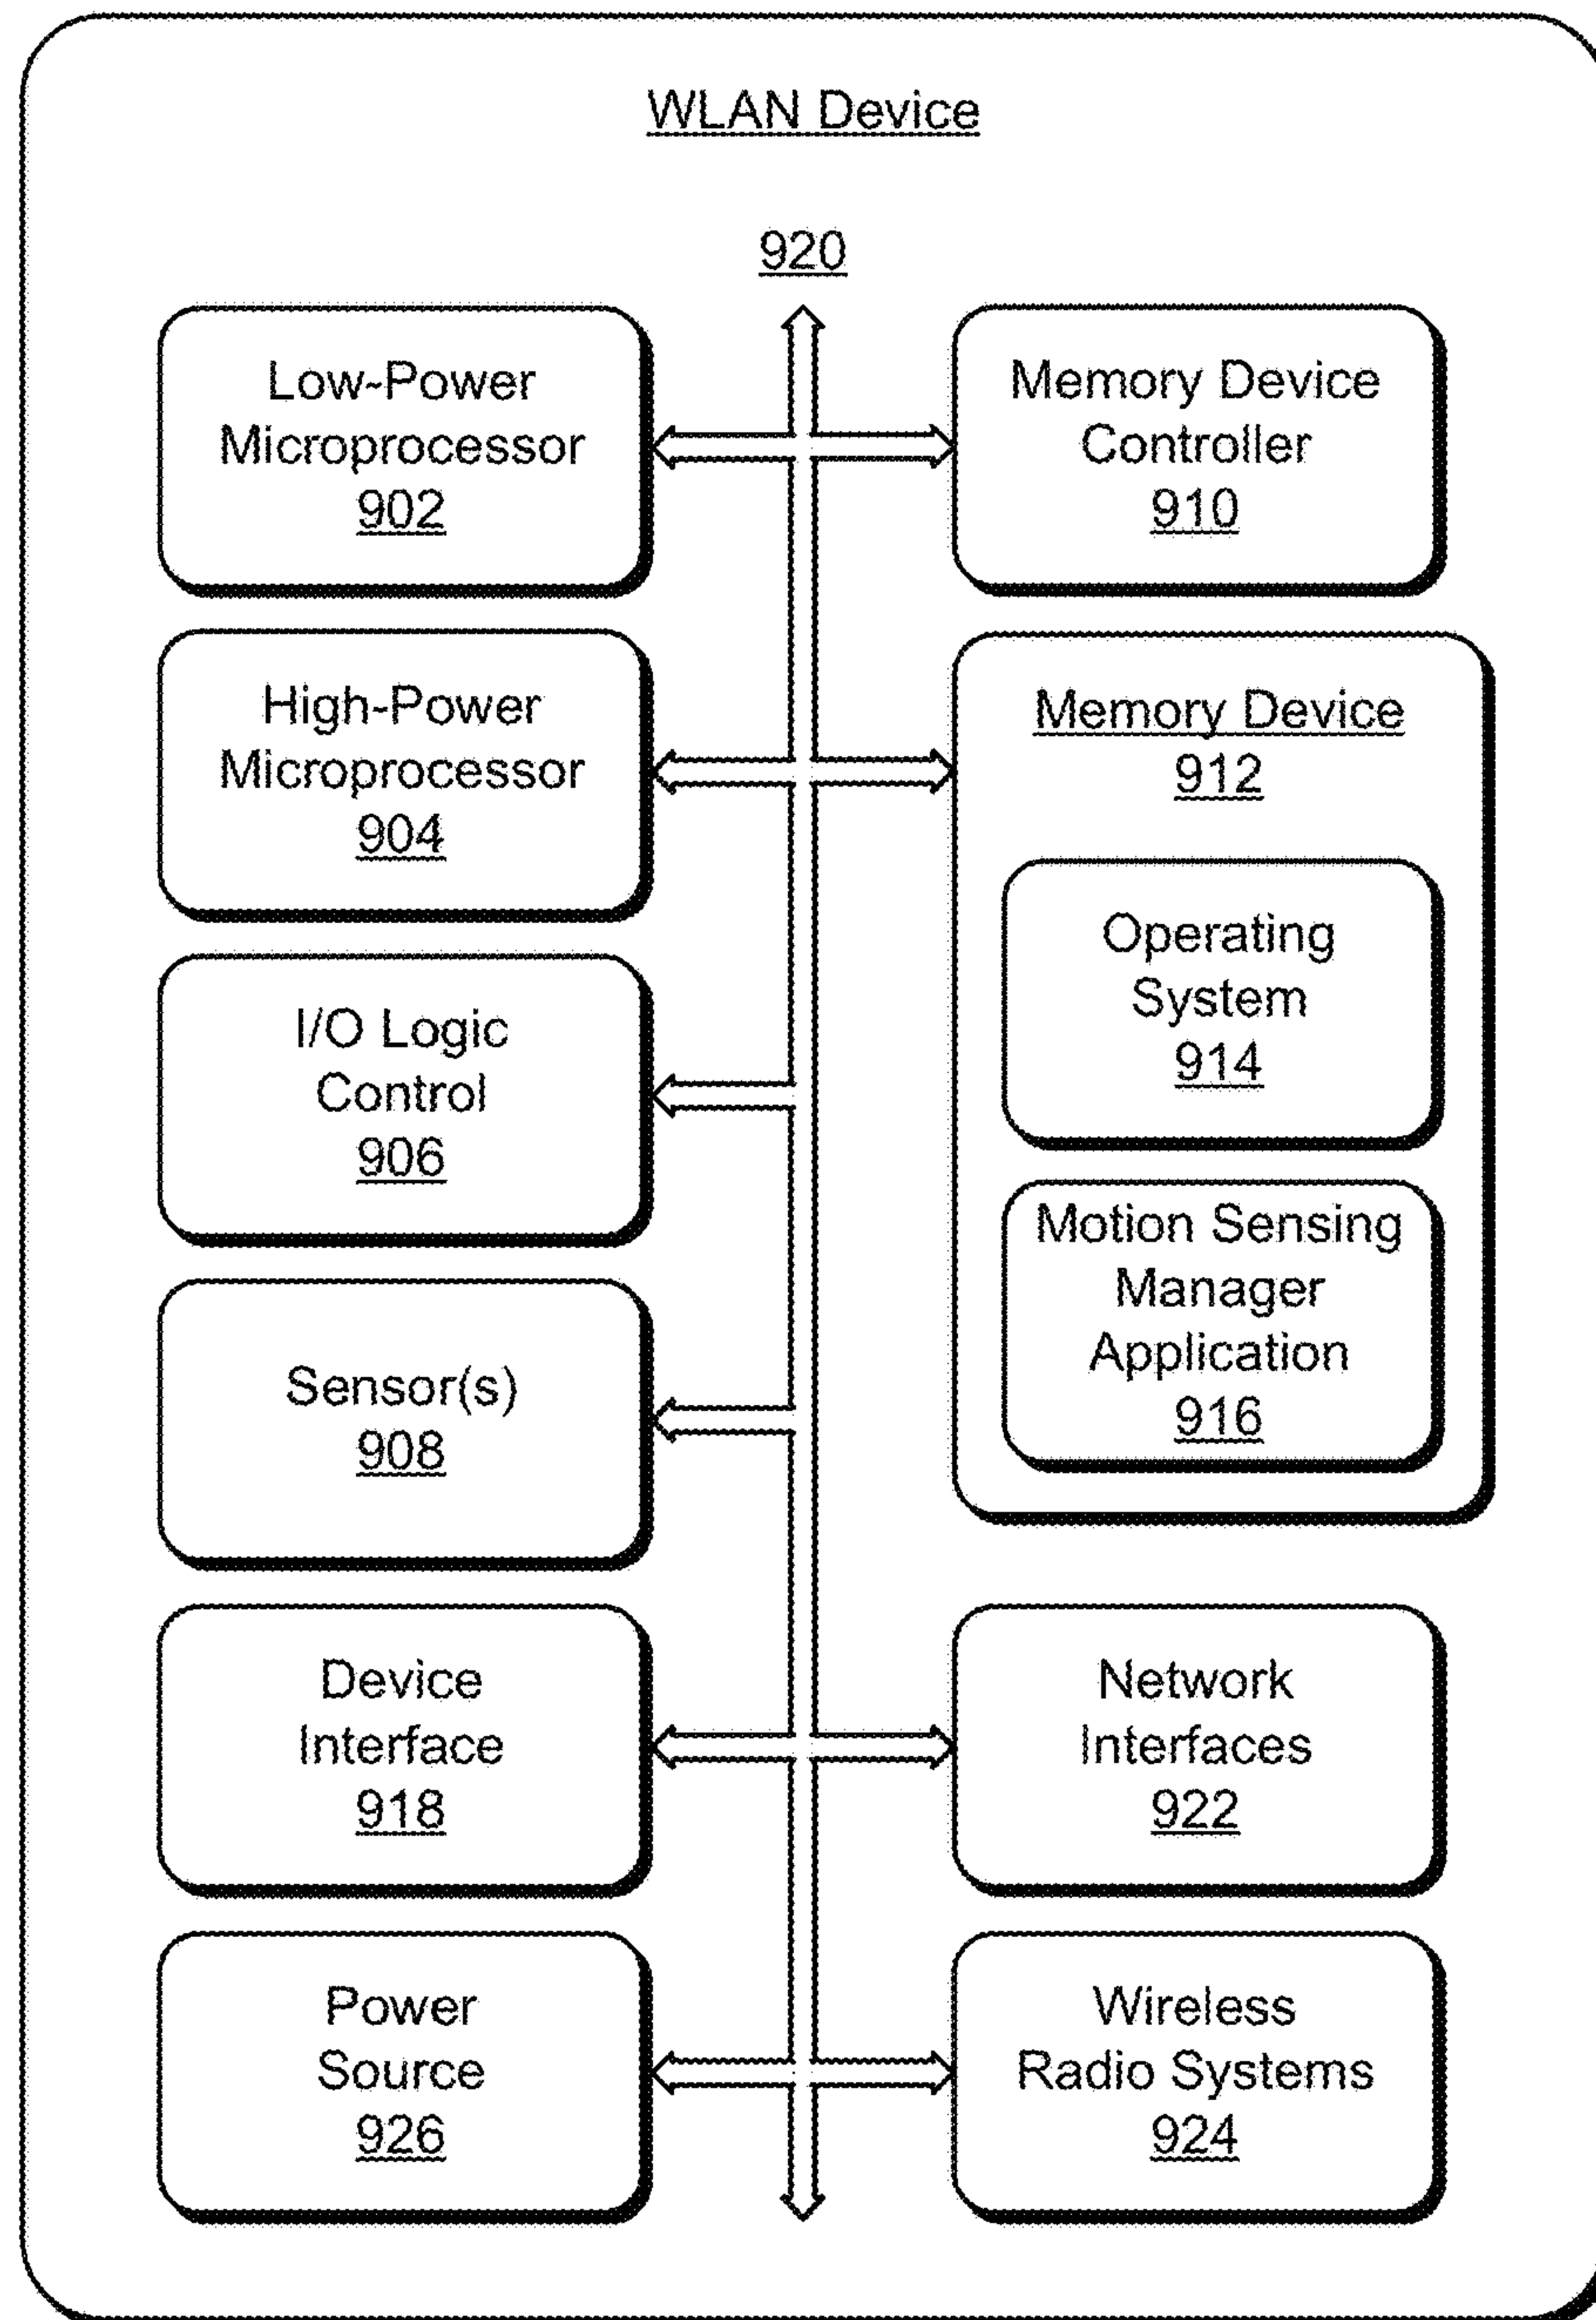 WLAN Device
920
Low-Power
Microprocessor
902
Memory Device
Controller
910
High-Power
Microprocessor
904
Memory Device
912
Operating
System
914
I/O Logic
Control
906
Motion Sensing
Manager
Application
916
Sensor(s)
908
Device
Interface
918
Network
Interfaces
922
Power
Source
926
Wireless
Radio Systems
924